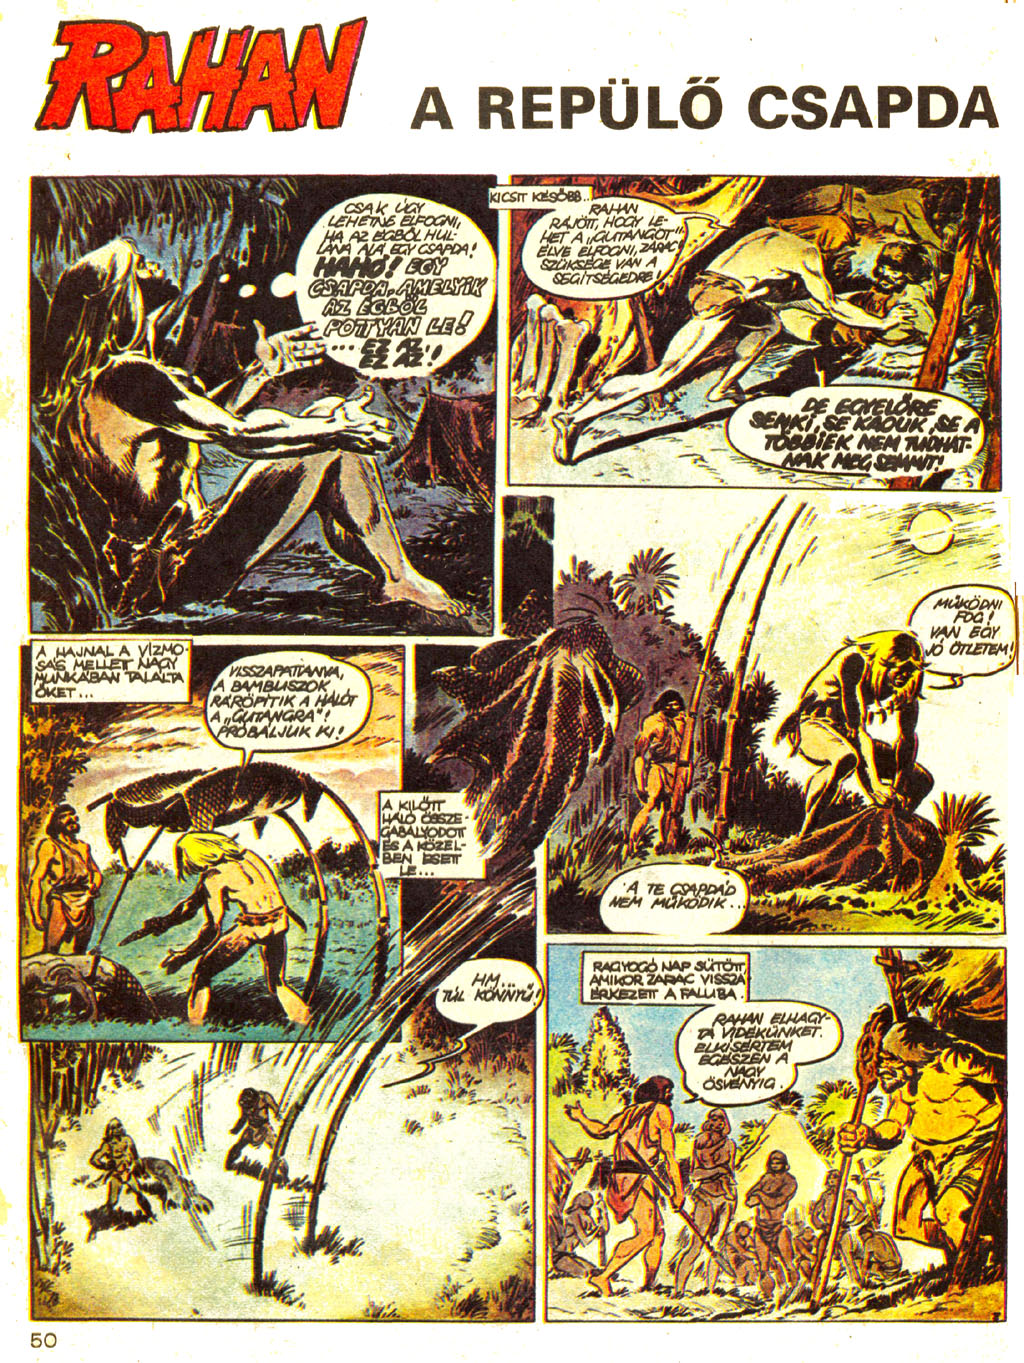 RAHAN
A REPÜLŐ CSAPDA
CSAK ÚGY
LEHETNE ELFOGNI,
HA AZ ÉGBŐL HUL-
LANA ALÁ EGY CSAPDA!
HAHÓ! EGY
CSAPDA, AMELYIK
AZ ÉGBŐL
POTTYAN LE!
... EZ AZ,
EZ AZ!
KICSIT KÉSŐBB...
RAHAN
RÁJÖTT, HOGY LE-
HET A „GUTANGOT"
ÉLVE ELFOGNI, ZARAC!
SZÜKSÉGE VAN A
SEGÍTSÉGEDRE!
DE EGYELŐRE
SENKI, SE KAOUK, SE A
TÖBBIEK NEM TUDHAT-
NAK MEG SEMMIT!
A HAJNAL A VÍZMO-
SÁS MELLET NAGY
MUNKÁBAN TALÁLTA
ŐKET...
VISSZAPATTANVA,
A BAMBUSZOK
RÁRÖPÍTIK A HÁLÓT
A „GUTANGRA"!
PRÓBÁLJUK KI!
A KILŐTT
HÁLÓ ÖSSZE-
GABALYODOTT
ÉS A KÖZEL-
BEN ESETT
LE...
HM...
TÚL KÖNNYŰ!
MŰKÖDNI
FOG!
VAN EGY
JÓ ÖTLETEM!
A TE CSAPDÁD
NEM MŰKÖDIK...
RAGYOGÓ NAP SÜTÖTT,
AMIKOR ZARAC VISSZA
ÉRKEZETT A FALUBA.
RAHAN ELHAGY-
TA VIDÉKÜNKET.
ELKÍSÉRTEM
EGÉSZEN A
NAGY
ÖSVÉNYIG.
50